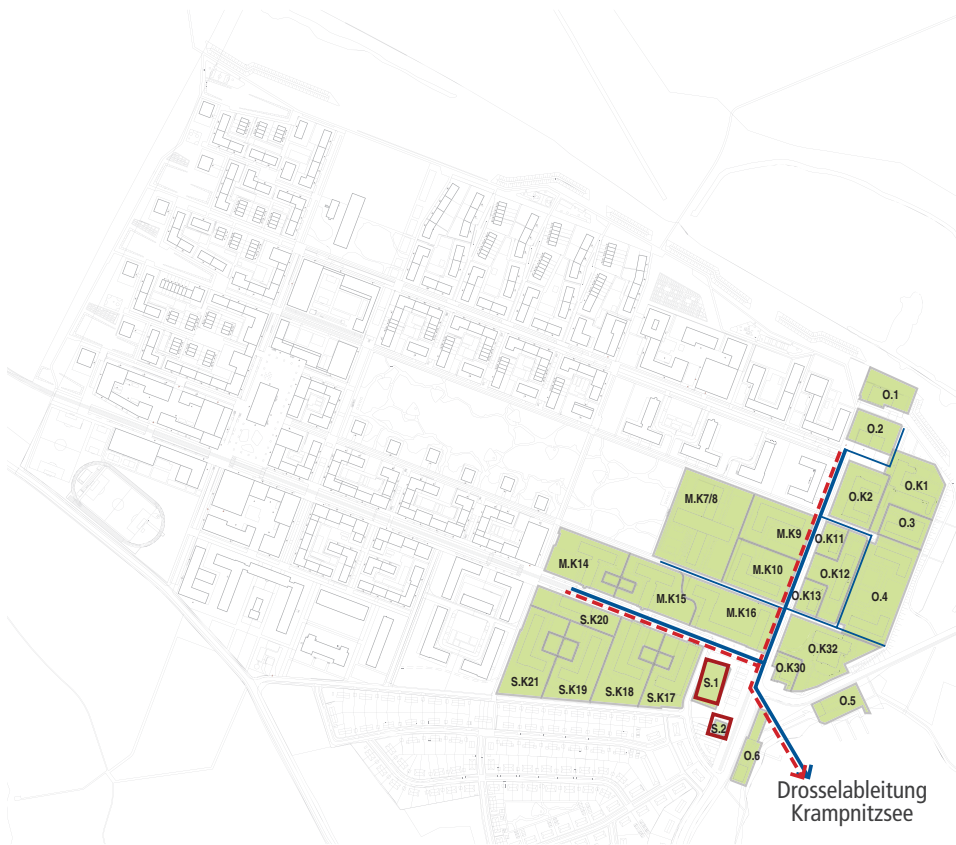 O.1
O.2
O.K1
O.K2
O.3
M.K7/8
M.K9
O.K11
M.K10
O.K12
O.K13
O.4
M.K14
M.K15
M.K16
S.K20
O.K32
O.K30
S.K21
S.K19
S.K18
S.K17
S.1
O.5
S.2
O.6
Drosselableitung
Krampnitzsee